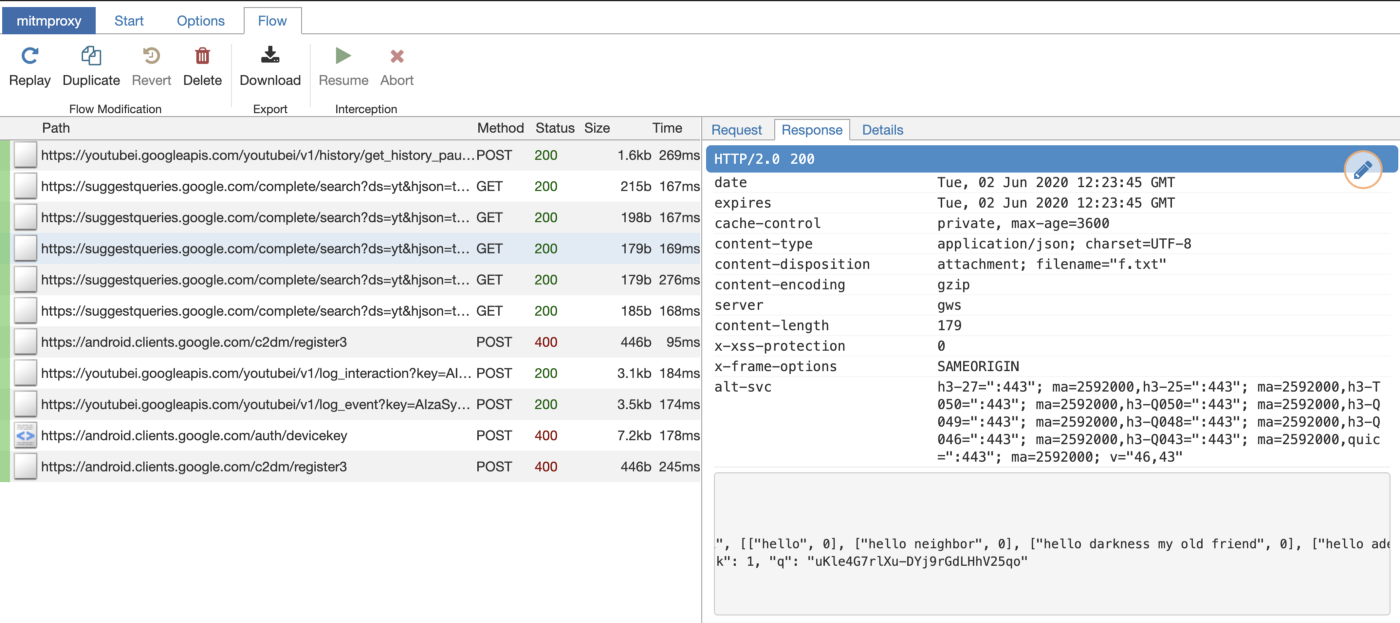 mitmproxy Start Options Flow
Replay Duplicate Revert Delete Download Resume Abort
Flow Modification Export Interception
Path Method Status Size Time
https://youtubei.googleapis.com/youtubei/v1/history/get_history_pau... POST 200 1.6kb 269ms
https://suggestqueries.google.com/complete/search?ds=yt&hjson=t... GET 200 215b 167ms
https://suggestqueries.google.com/complete/search?ds=yt&hjson=t... GET 200 198b 167ms
https://suggestqueries.google.com/complete/search?ds=yt&hjson=t... GET 200 179b 169ms
https://suggestqueries.google.com/complete/search?ds=yt&hjson=t... GET 200 179b 276ms
https://suggestqueries.google.com/complete/search?ds=yt&hjson=t... GET 200 185b 168ms
https://android.clients.google.com/c2dm/register3 POST 400 446b 95ms
https://youtubei.googleapis.com/youtubei/v1/log_interaction?key=AI... POST 200 3.1kb 184ms
https://youtubei.googleapis.com/youtubei/v1/log_event?key=AIzaSy... POST 200 3.5kb 174ms
https://android.clients.google.com/auth/devicekey POST 400 7.2kb 178ms
https://android.clients.google.com/c2dm/register3 POST 400 446b 245ms
Request Response Details
HTTP/2.0 200
date Tue, 02 Jun 2020 12:23:45 GMT
expires Tue, 02 Jun 2020 12:23:45 GMT
cache-control private, max-age=3600
content-type application/json; charset=UTF-8
content-disposition attachment; filename="f.txt"
content-encoding gzip
server gws
content-length 179
x-xss-protection 0
x-frame-options SAMEORIGIN
alt-svc h3-27=":443"; ma=2592000,h3-25=":443"; ma=2592000,h3-T
050=":443"; ma=2592000,h3-Q050=":443"; ma=2592000,h3-Q
049=":443"; ma=2592000,h3-Q048=":443"; ma=2592000,h3-Q
046=":443"; ma=2592000,h3-Q043=":443"; ma=2592000,quic
=":443"; ma=2592000; v="46,43"
", [["hello", 0], ["hello neighbor", 0], ["hello darkness my old friend", 0], ["hello ade
k": 1, "q": "uKle4G7rlXu-DYj9rGdLHhV25qo"